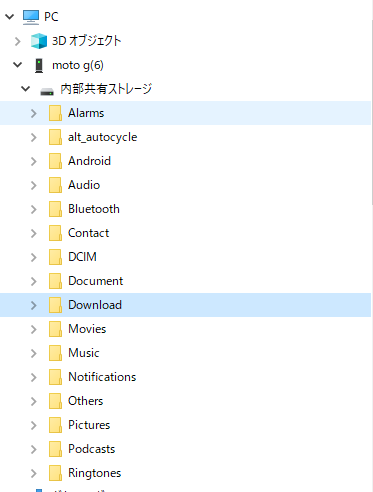 PC
3D オブジェクト
moto g(6)
内部共有ストレージ
Alarms
alt_autocycle
Android
Audio
Bluetooth
Contact
DCIM
Document
Download
Movies
Music
Notifications
Others
Pictures
Podcasts
Ringtones